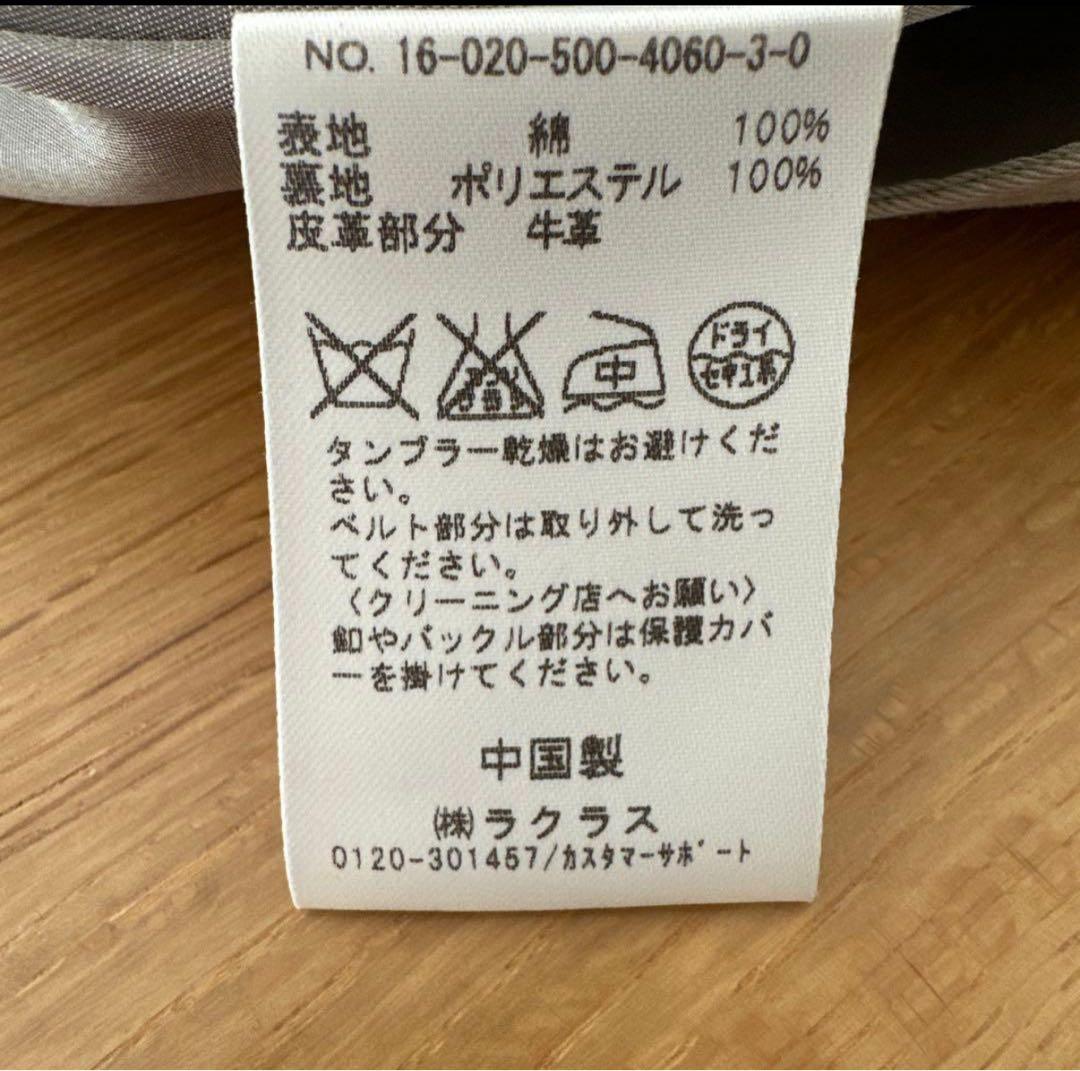 NO. 16-020-500-4060-3-0
表地 綿 100%
裏地 ポリエステル 100%
皮革部分 牛革
中 ドライ
セキユ系
タンブラー乾燥はお避けくだ
さい。
ベルト部分は取り外して洗っ
てください。
〈クリーニング店へお願い〉
釦やバックル部分は保護カバ
ーを掛けてください。
中国製
㈱ラクラス
0120-301457/カスタマーサポート